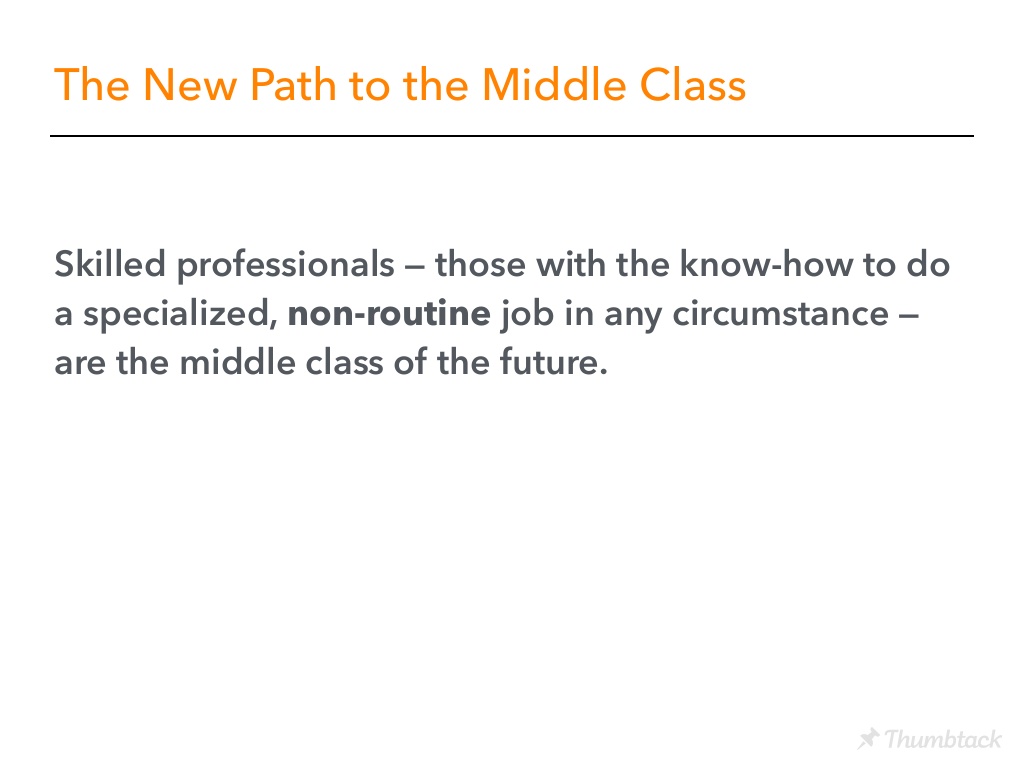 The New Path to the Middle Class
Skilled professionals – those with the know-how to do
a specialized, non-routine job in any circumstance –
are the middle class of the future.
Thumbtack